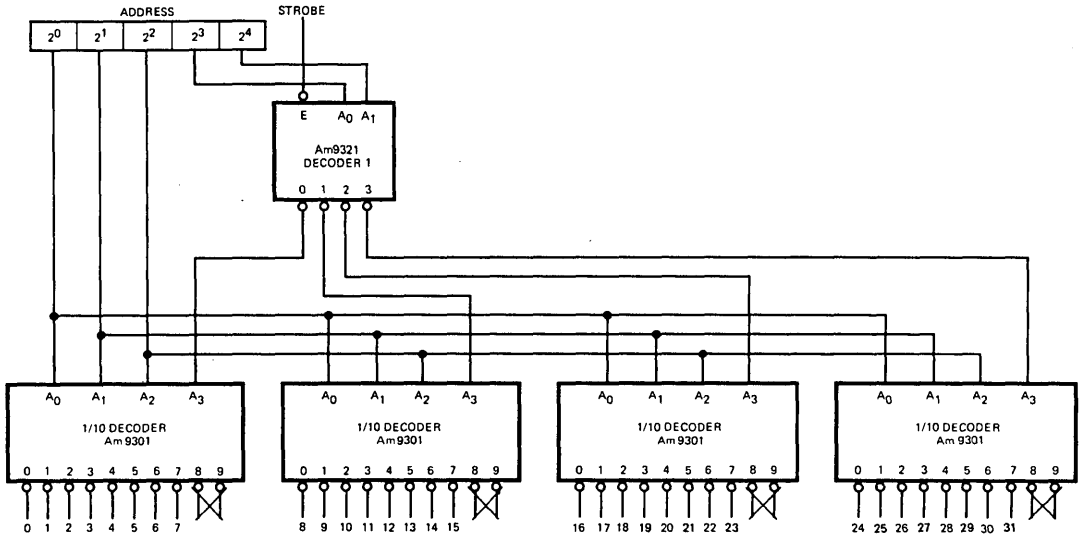 ADDRESS
STROBE
2⁰ 2¹ 2² 2³ 2⁴
E A₀ A₁
Am9321
DECODER 1
0 1 2 3
A₀ A₁ A₂ A₃
1/10 DECODER
Am9301
0 1 2 3 4 5 6 7 8 9
0 1 2 3 4 5 6 7
A₀ A₁ A₂ A₃
1/10 DECODER
Am9301
0 1 2 3 4 5 6 7 8 9
8 9 10 11 12 13 14 15
A₀ A₁ A₂ A₃
1/10 DECODER
Am9301
0 1 2 3 4 5 6 7 8 9
16 17 18 19 20 21 22 23
A₀ A₁ A₂ A₃
1/10 DECODER
Am9301
0 1 2 3 4 5 6 7 8 9
24 25 26 27 28 29 30 31